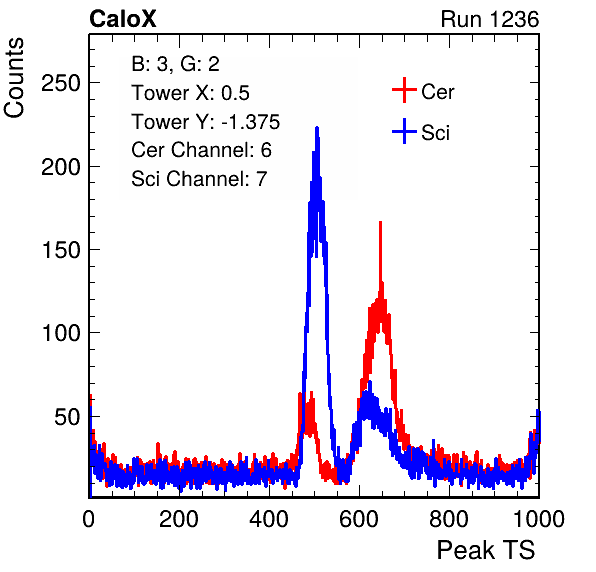 CaloX Run 1236
Counts
B: 3, G: 2
Tower X: 0.5
Tower Y: -1.375
Cer Channel: 6
Sci Channel: 7
Cer
Sci
250
200
150
100
50
0 200 400 600 800 1000
Peak TS